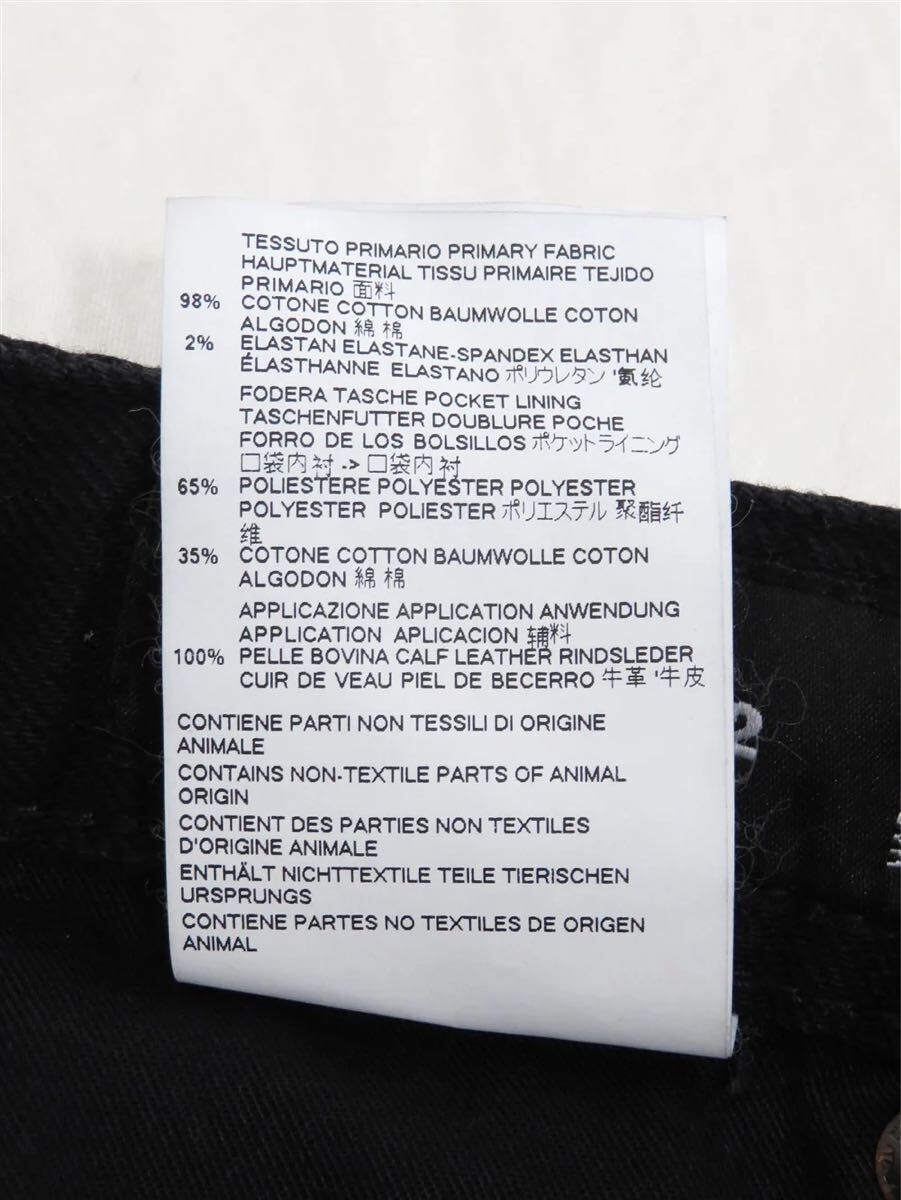 TESSUTO PRIMARIO PRIMARY FABRIC
HAUPTMATERIAL TISSU PRIMAIRE TEJIDO
PRIMARIO 面料
98% COTONE COTTON BAUMWOLLE COTON
ALGODON 綿 棉
2% ELASTAN ELASTANE-SPANDEX ELASTHAN
ÉLASTHANNE ELASTANO ポリウレタン '氨纶
FODERA TASCHE POCKET LINING
TASCHENFUTTER DOUBLURE POCHE
FORRO DE LOS BOLSILLOS ポケットライニング
口袋内衬 -> 口袋内衬
65% POLIESTERE POLYESTER POLYESTER
POLYESTER POLIESTER ポリエステル 聚酯纤
维
35% COTONE COTTON BAUMWOLLE COTON
ALGODON 綿 棉
APPLICAZIONE APPLICATION ANWENDUNG
APPLICATION APLICACION 辅料
100% PELLE BOVINA CALF LEATHER RINDSLEDER
CUIR DE VEAU PIEL DE BECERRO 牛革 '牛皮
CONTIENE PARTI NON TESSILI DI ORIGINE
ANIMALE
CONTAINS NON-TEXTILE PARTS OF ANIMAL
ORIGIN
CONTIENT DES PARTIES NON TEXTILES
D'ORIGINE ANIMALE
ENTHÄLT NICHTTEXTILE TEILE TIERISCHEN
URSPRUNGS
CONTIENE PARTES NO TEXTILES DE ORIGEN
ANIMAL